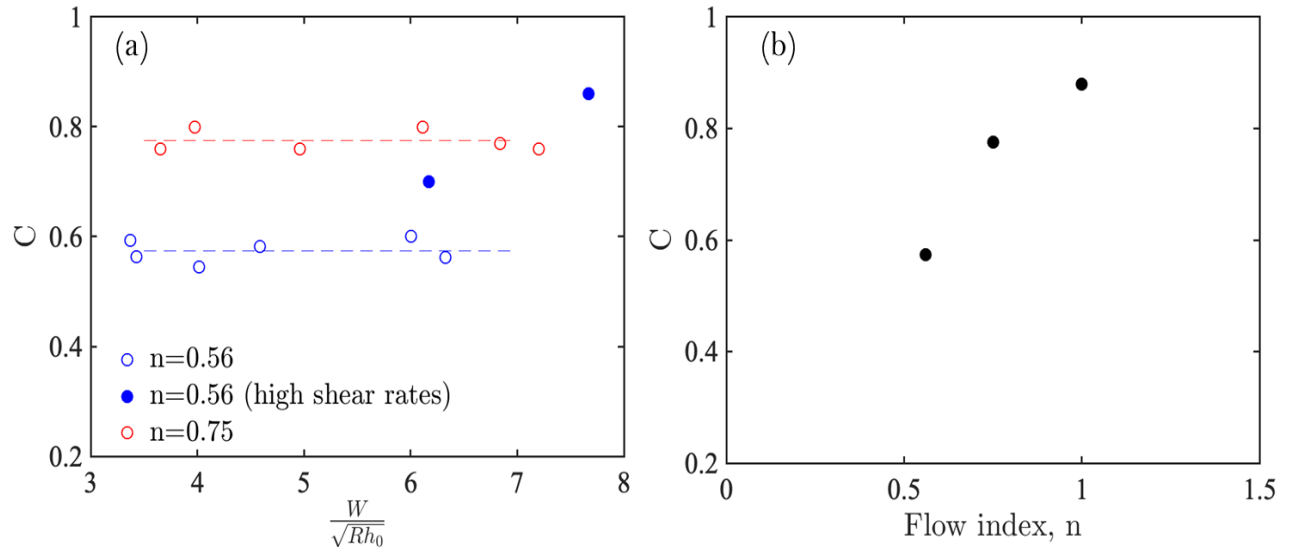 (a)
1
0.8
0.6
0.4
0.2
C
3 4 5 6 7 8
W
√Rh₀
n=0.56
n=0.56 (high shear rates)
n=0.75
(b)
1
0.8
0.6
0.4
0.2
C
0 0.5 1 1.5
Flow index, n